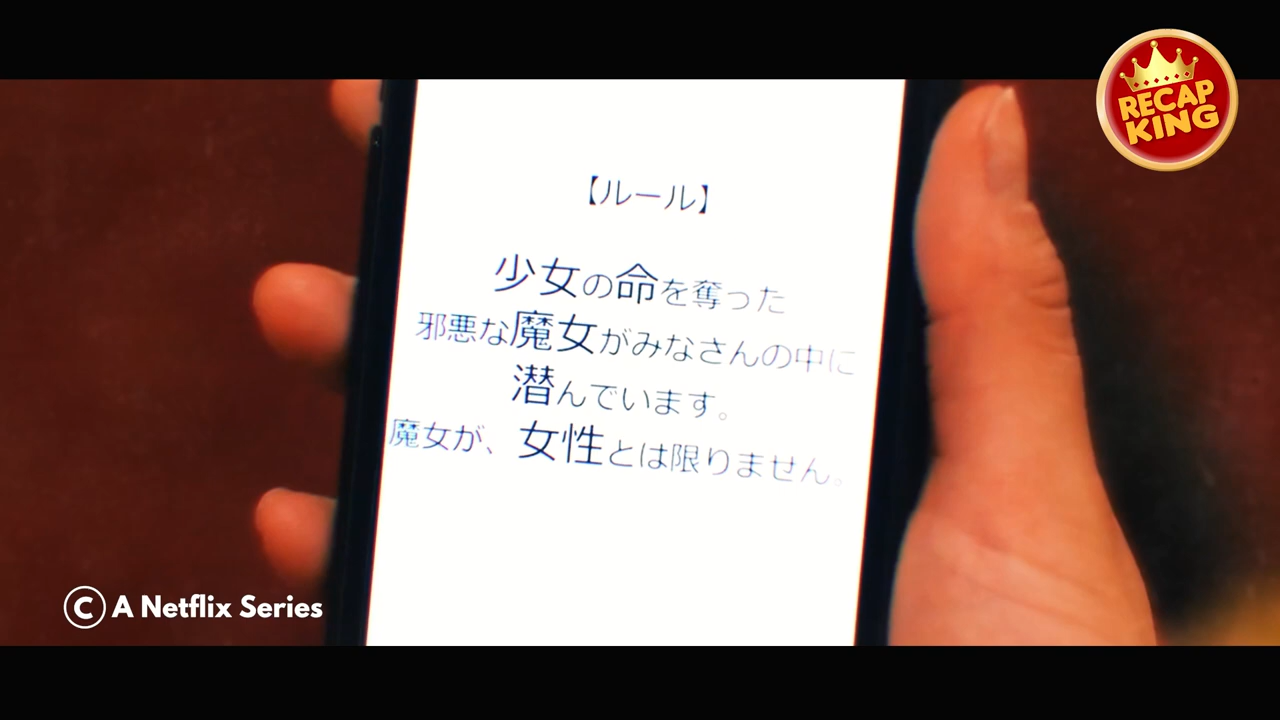 RECAP
KING
【ルール】
少女の命を奪った
邪悪な魔女がみなさんの中に
潜んでいます。
魔女が、女性とは限りません。
© A Netflix Series